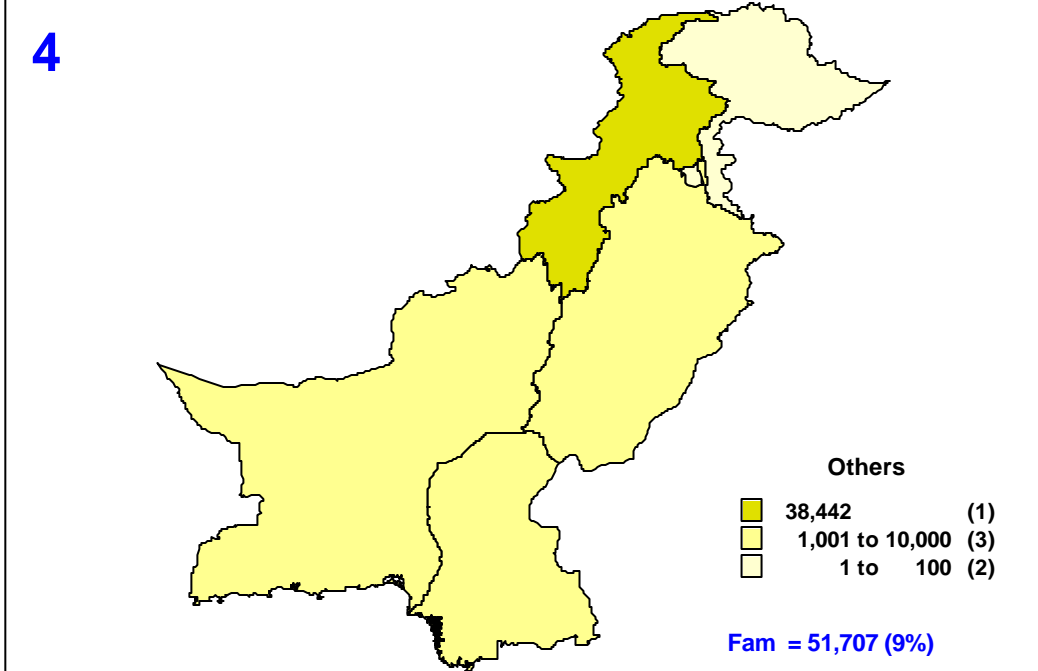 4
Others
38,442 (1)
1,001 to 10,000 (3)
1 to 100 (2)
Fam = 51,707 (9%)